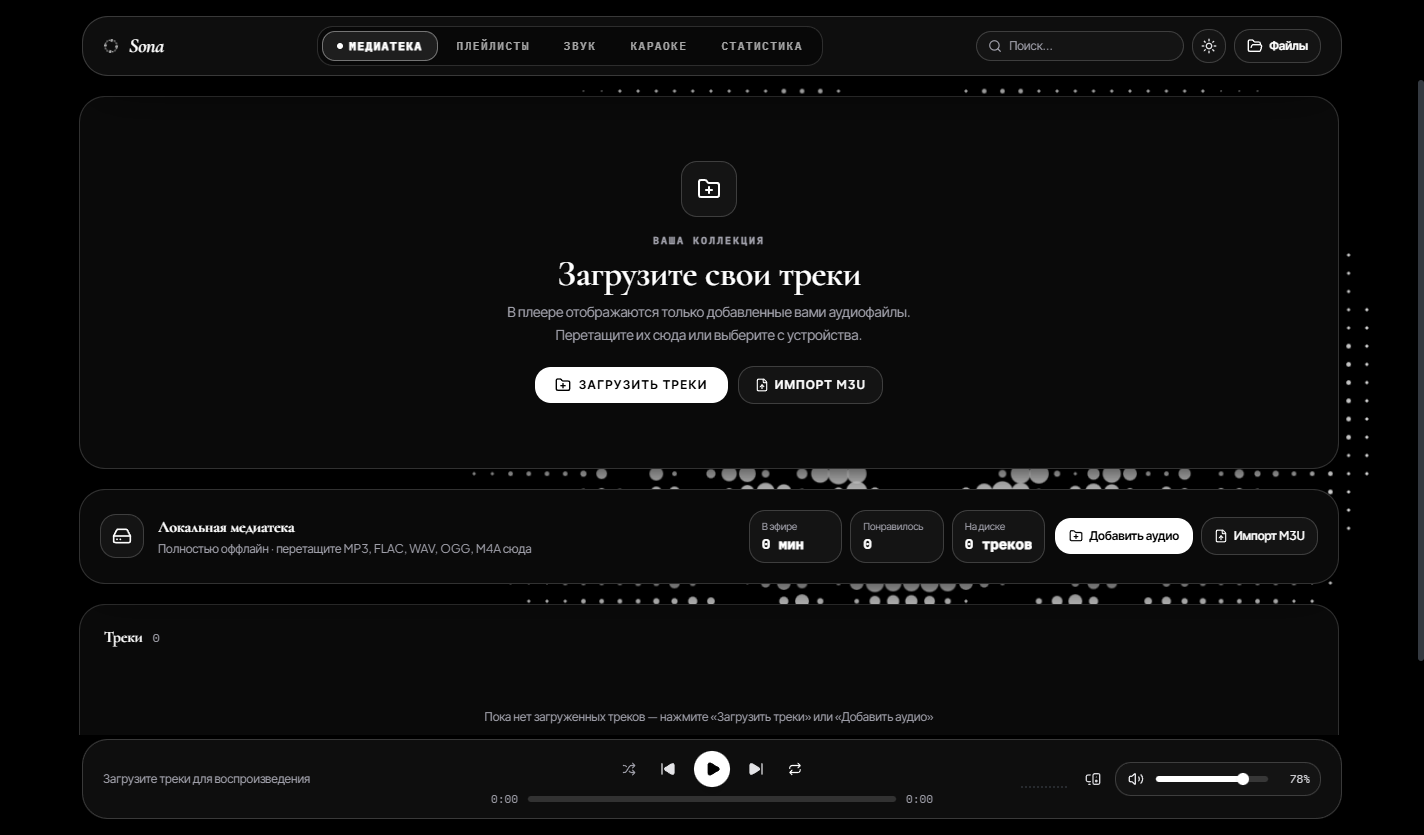 Sona
МЕДИАТЕКА
ПЛЕЙЛИСТЫ
ЗВУК
КАРАОКЕ
СТАТИСТИКА
Поиск...
Файлы
ВАША КОЛЛЕКЦИЯ
Загрузите свои треки
В плеере отображаются только добавленные вами аудиофайлы.
Перетащите их сюда или выберите с устройства.
ЗАГРУЗИТЬ ТРЕКИ
ИМПОРТ M3U
Локальная медиатека
Полностью оффлайн · перетащите MP3, FLAC, WAV, OGG, M4A сюда
В эфире
0 мин
Понравилось
0
На диске
0 треков
Добавить аудио
Импорт M3U
Треки 0
Пока нет загруженных треков — нажмите «Загрузить треки» или «Добавить аудио»
Загрузите треки для воспроизведения
0:00
0:00
78%